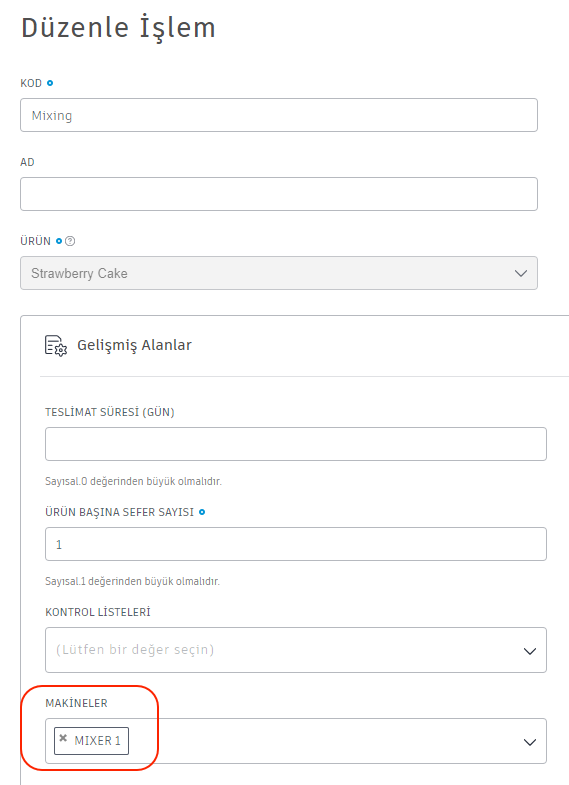 Düzenle İşlem
KOD
Mixing
AD
ÜRÜN
Strawberry Cake
Gelişmiş Alanlar
TESLİMAT SÜRESİ (GÜN)
Sayısal.0 değerinden büyük olmalıdır.
ÜRÜN BAŞINA SEFER SAYISI
1
Sayısal.1 değerinden büyük olmalıdır.
KONTROL LİSTELERİ
(Lütfen bir değer seçin)
MAKİNELER
MIXER 1